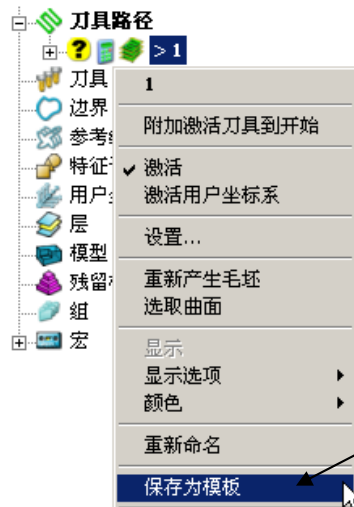 刀具路径
> 1
刀具
边界
参考
特征
用户
层
模型
残留
组
宏
1
附加激活刀具到开始
激活
激活用户坐标系
设置...
重新产生毛坯
选取曲面
显示
显示选项
颜色
重新命名
保存为模板